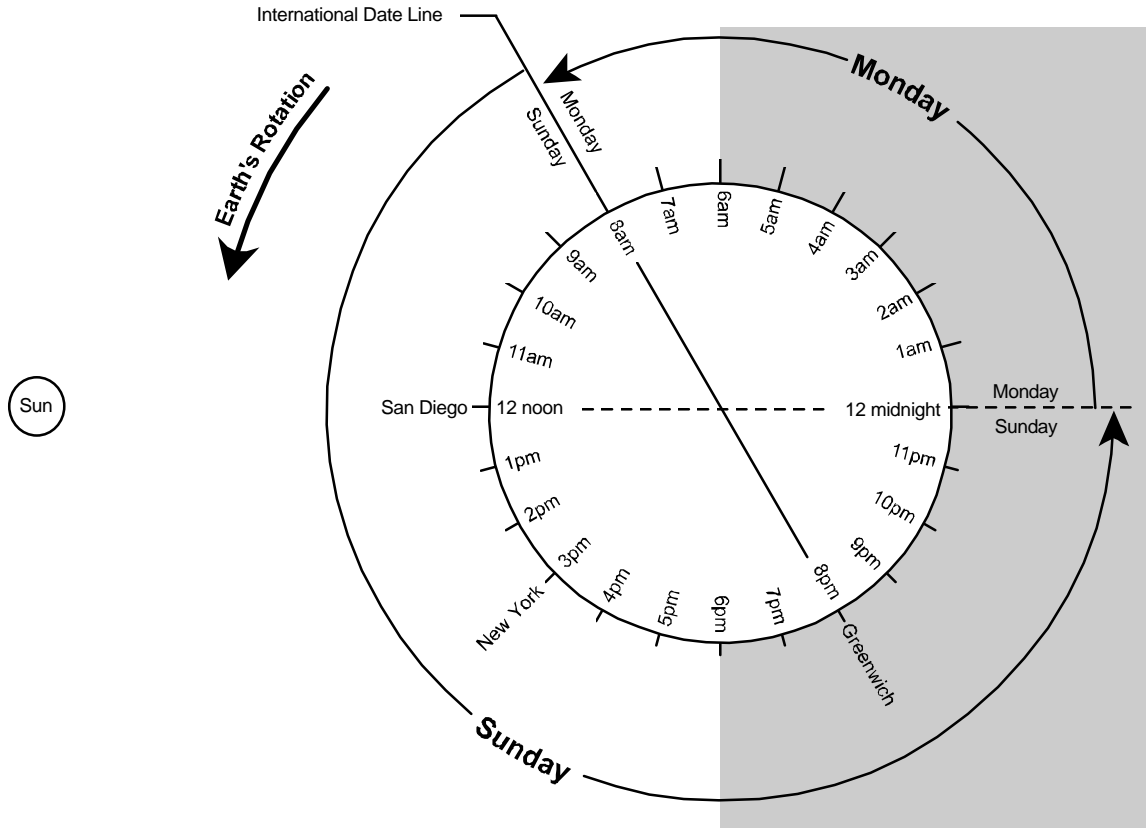 International Date Line
Earth's Rotation
Monday
Monday
Sunday
8am
7am
6am
5am
4am
3am
2am
1am
9am
10am
11am
Sun
San Diego
12 noon
12 midnight
Monday
Sunday
1pm
2pm
3pm
4pm
5pm
6pm
7pm
8pm
9pm
10pm
11pm
New York
Greenwich
Sunday